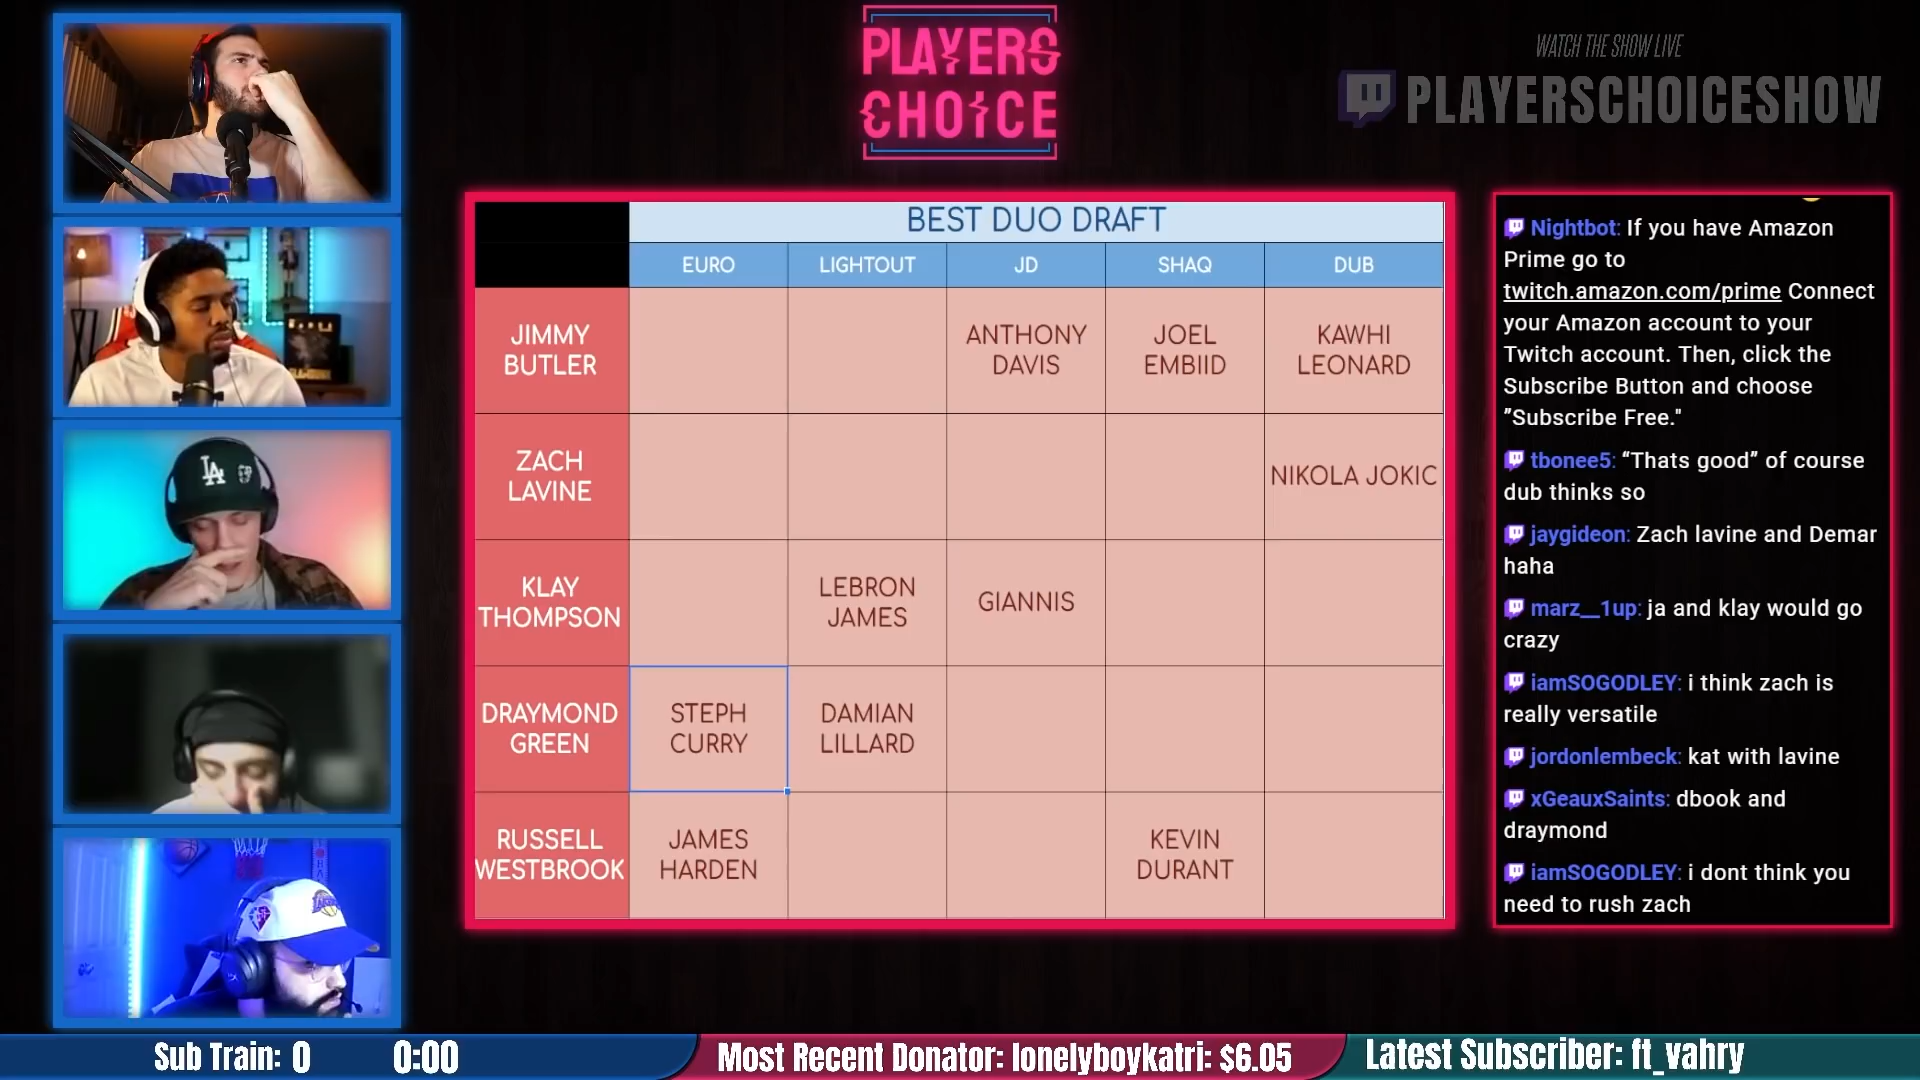 PLAYERS
CHOICE
WATCH THE SHOW LIVE
PLAYERSCHOICESHOW
BEST DUO DRAFT
EURO LIGHTOUT JD SHAQ DUB
JIMMY
BUTLER
ANTHONY
DAVIS
JOEL
EMBIID
KAWHI
LEONARD
ZACH
LAVINE
NIKOLA JOKIC
KLAY
THOMPSON
LEBRON
JAMES
GIANNIS
DRAYMOND
GREEN
STEPH
CURRY
DAMIAN
LILLARD
RUSSELL
WESTBROOK
JAMES
HARDEN
KEVIN
DURANT
Nightbot: If you have Amazon
Prime go to
twitch.amazon.com/prime Connect
your Amazon account to your
Twitch account. Then, click the
Subscribe Button and choose
"Subscribe Free."
tbonee5: “Thats good” of course
dub thinks so
jaygideon: Zach lavine and Demar
haha
marz__1up: ja and klay would go
crazy
iamSOGODLEY: i think zach is
really versatile
jordonlembeck: kat with lavine
xGeauxSaints: dbook and
draymond
iamSOGODLEY: i dont think you
need to rush zach
LA
Sub Train: 0 0:00
Most Recent Donator: lonelyboykatri: $6.05
Latest Subscriber: ft_vahry